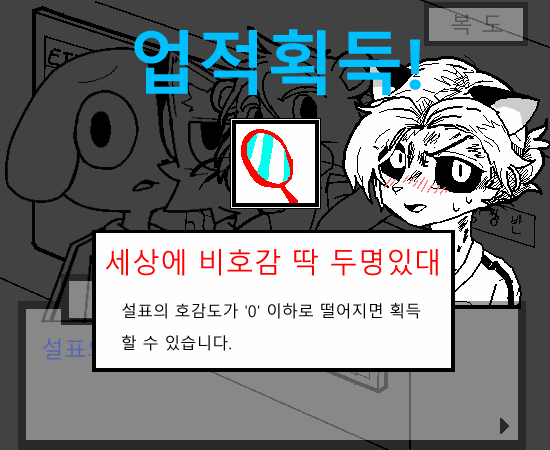 복도
업적획득!
세상에 비호감 딱 두명있대
설표의 호감도가 '0' 이하로 떨어지면 획득
할 수 있습니다.
설표의
반